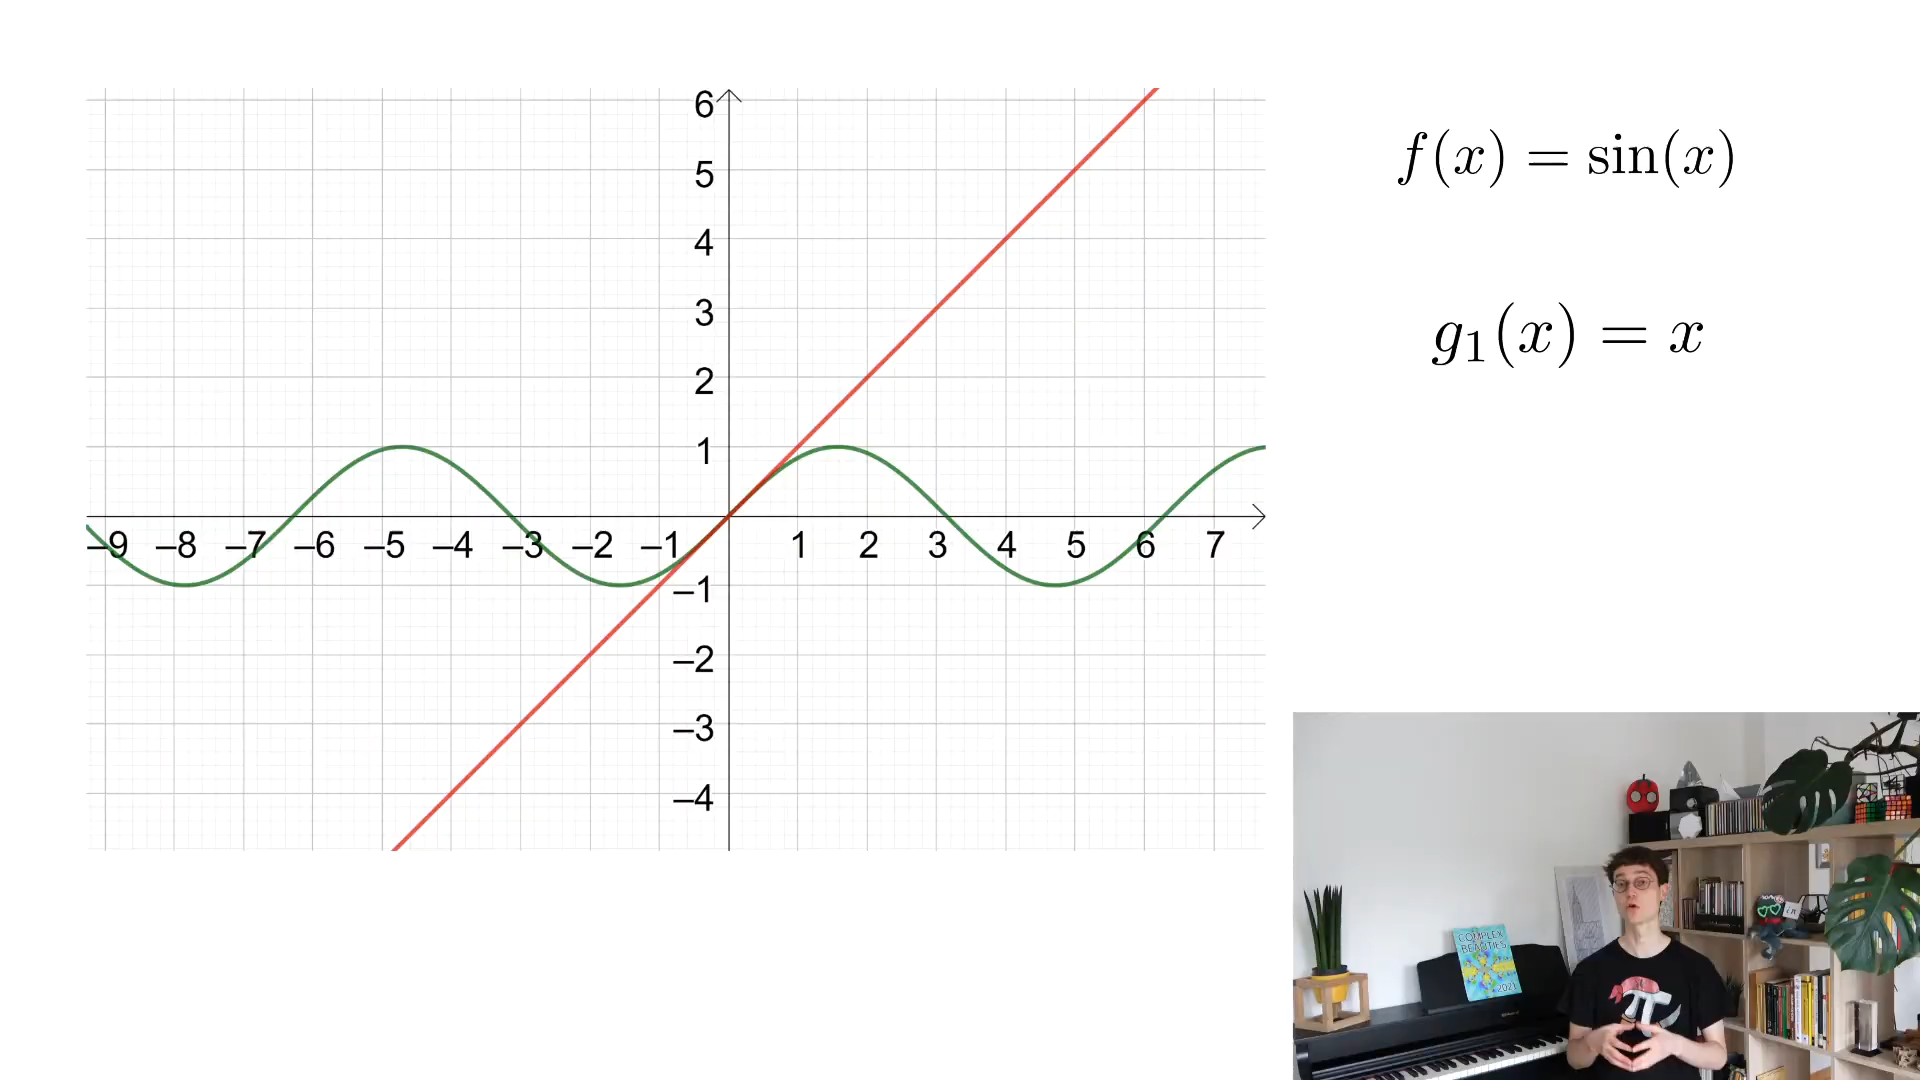 6
5
4
3
2
1
–9 –8 –7 –6 –5 –4 –3 –2 –1 1 2 3 4 5 6 7
–1
–2
–3
–4
f(x) = sin(x)
g₁(x) = x
COMPLEX
BEAUTIES
2021
π